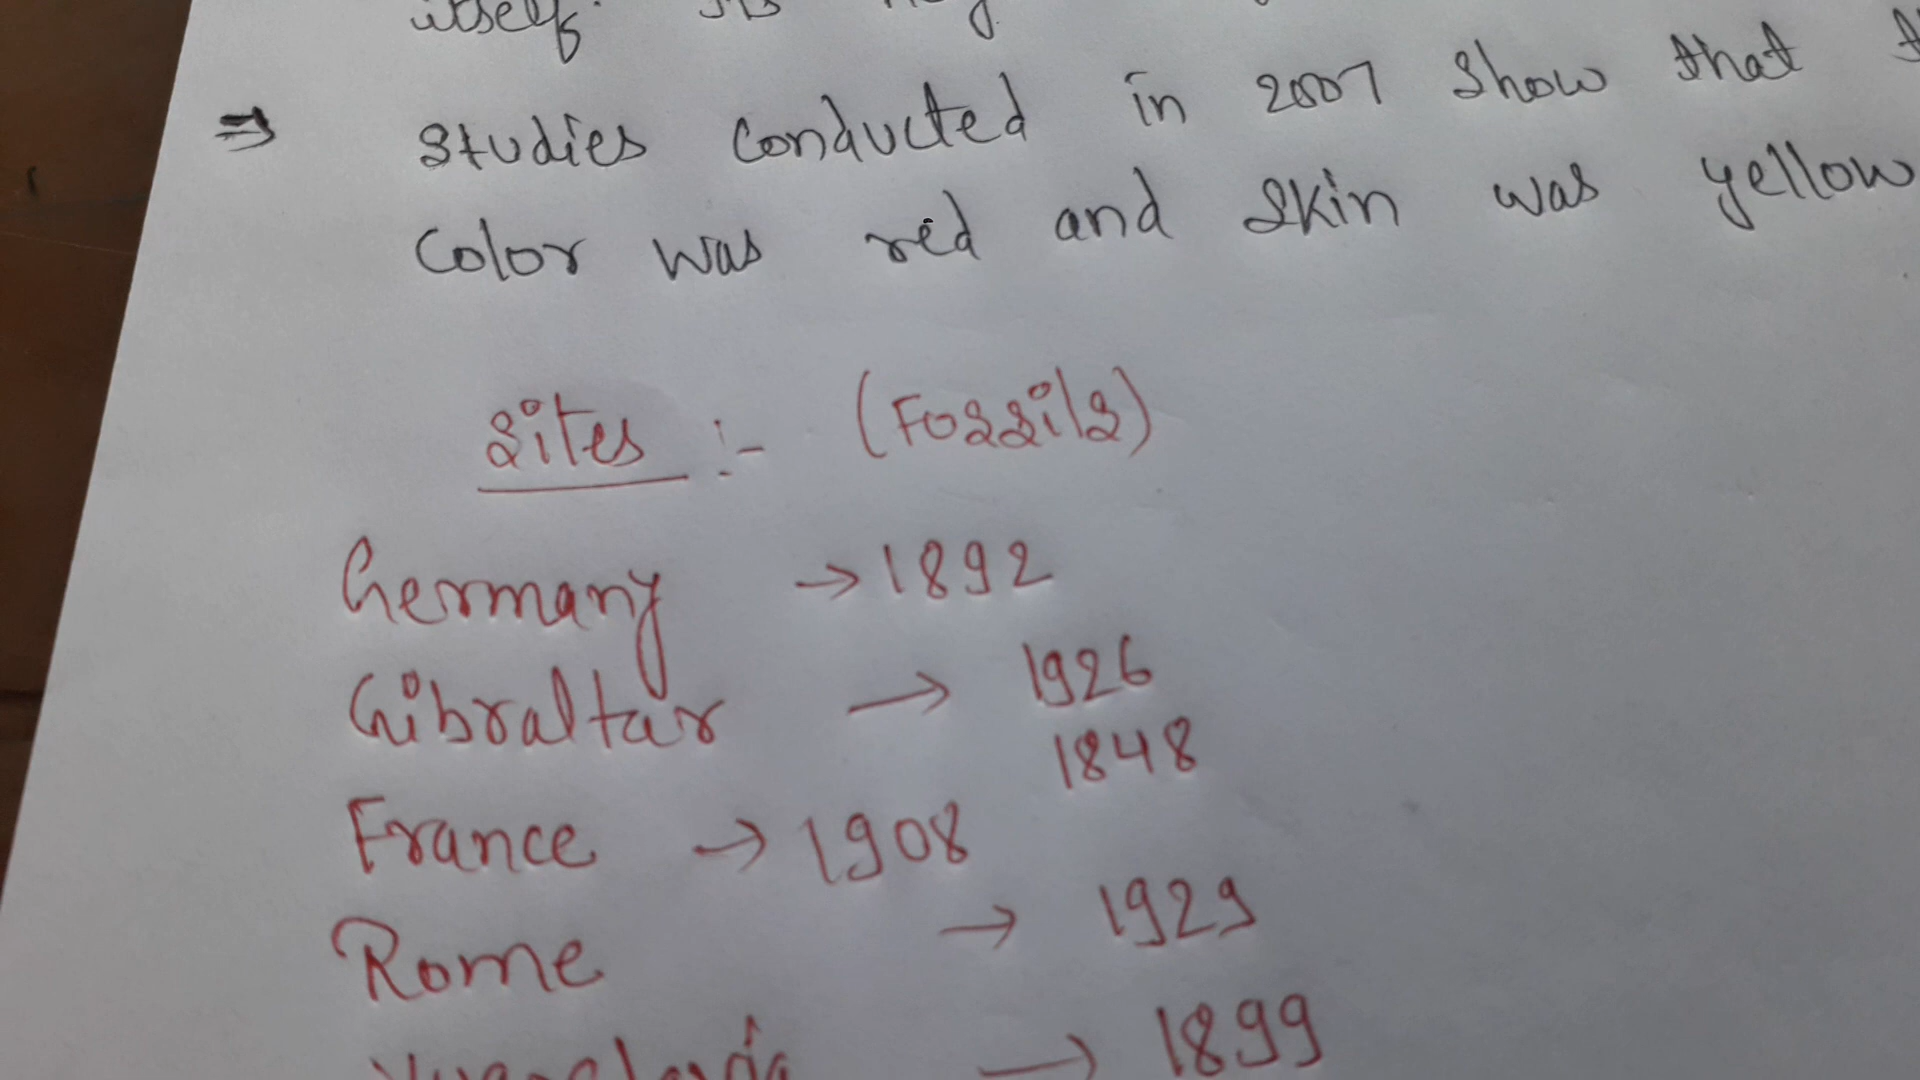 itself.
⇒ Studies conducted in 2007 show that
color was red and skin was yellow
Sites :- (Fossils)
Germany → 1892
Gibraltar → 1926
1848
France → 1908
Rome → 1929
→ 1899